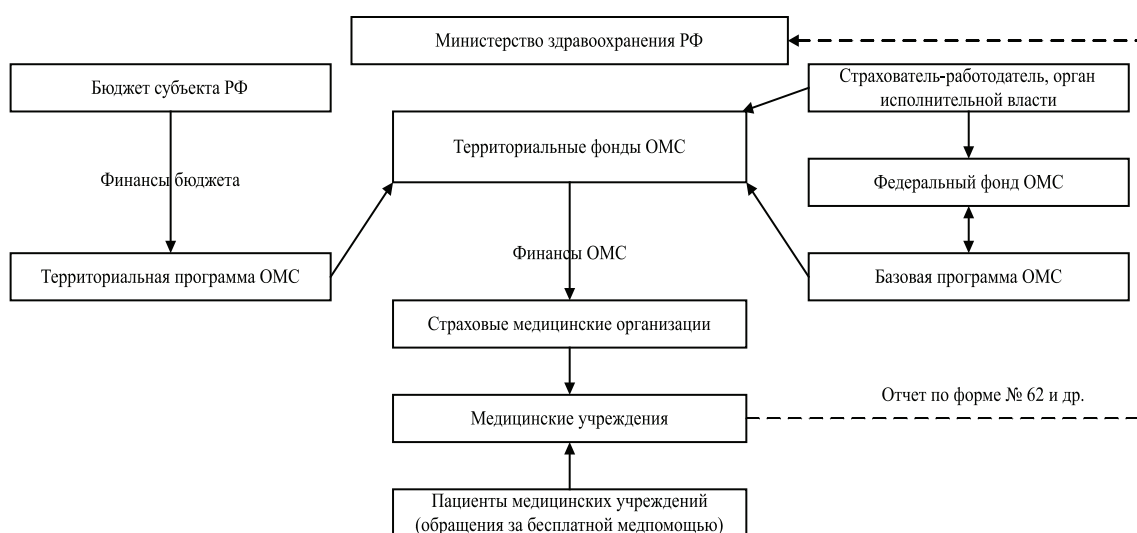 Министерство здравоохранения РФ
Бюджет субъекта РФ
Страхователь-работодатель, орган
исполнительной власти
Территориальные фонды ОМС
Финансы бюджета
Федеральный фонд ОМС
Финансы ОМС
Территориальная программа ОМС
Базовая программа ОМС
Страховые медицинские организации
Отчет по форме № 62 и др.
Медицинские учреждения
Пациенты медицинских учреждений
(обращения за бесплатной медпомощью)